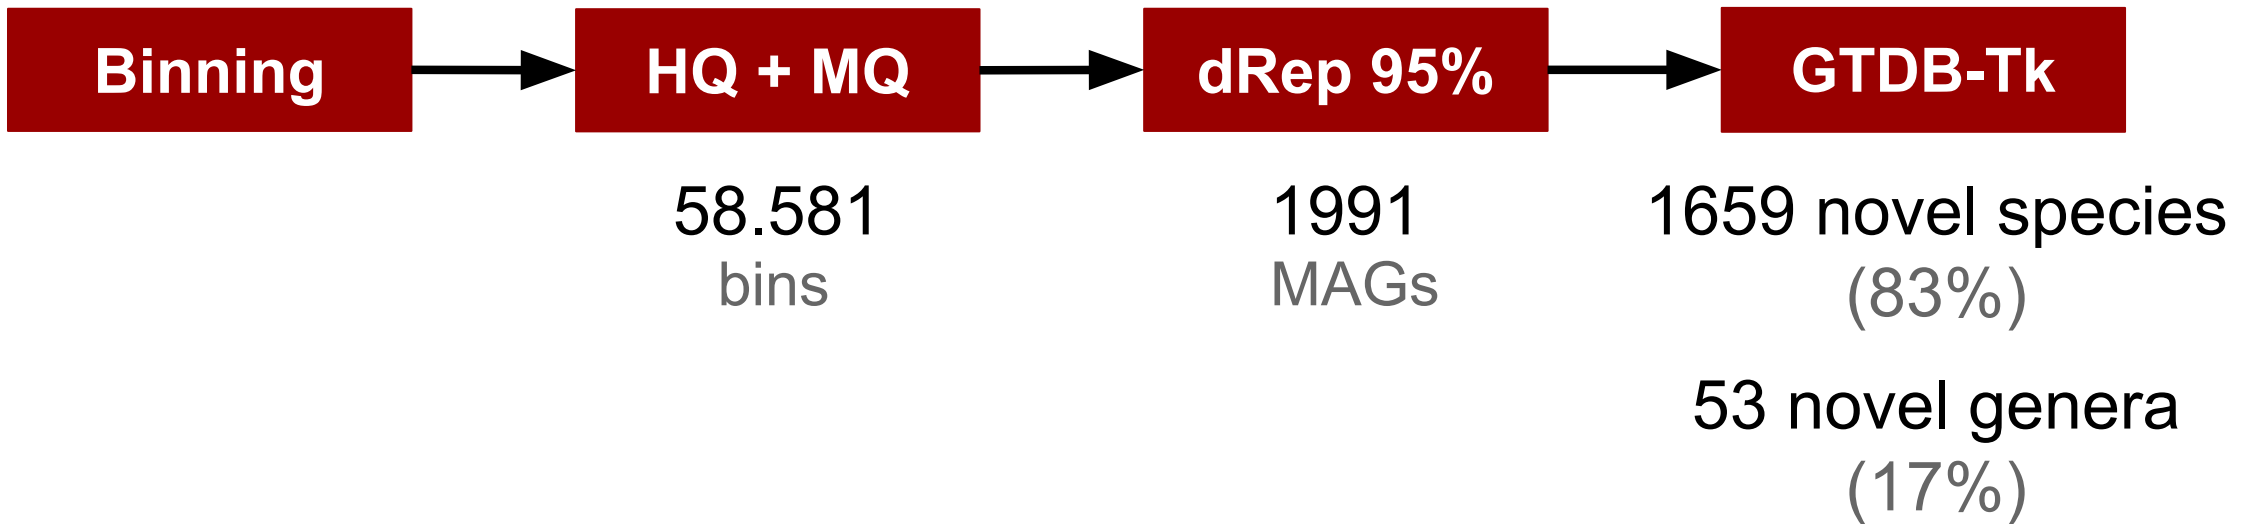 Binning
HQ + MQ
dRep 95%
GTDB-Tk
58.581
bins
1991
MAGs
1659 novel species
(83%)
53 novel genera
(17%)